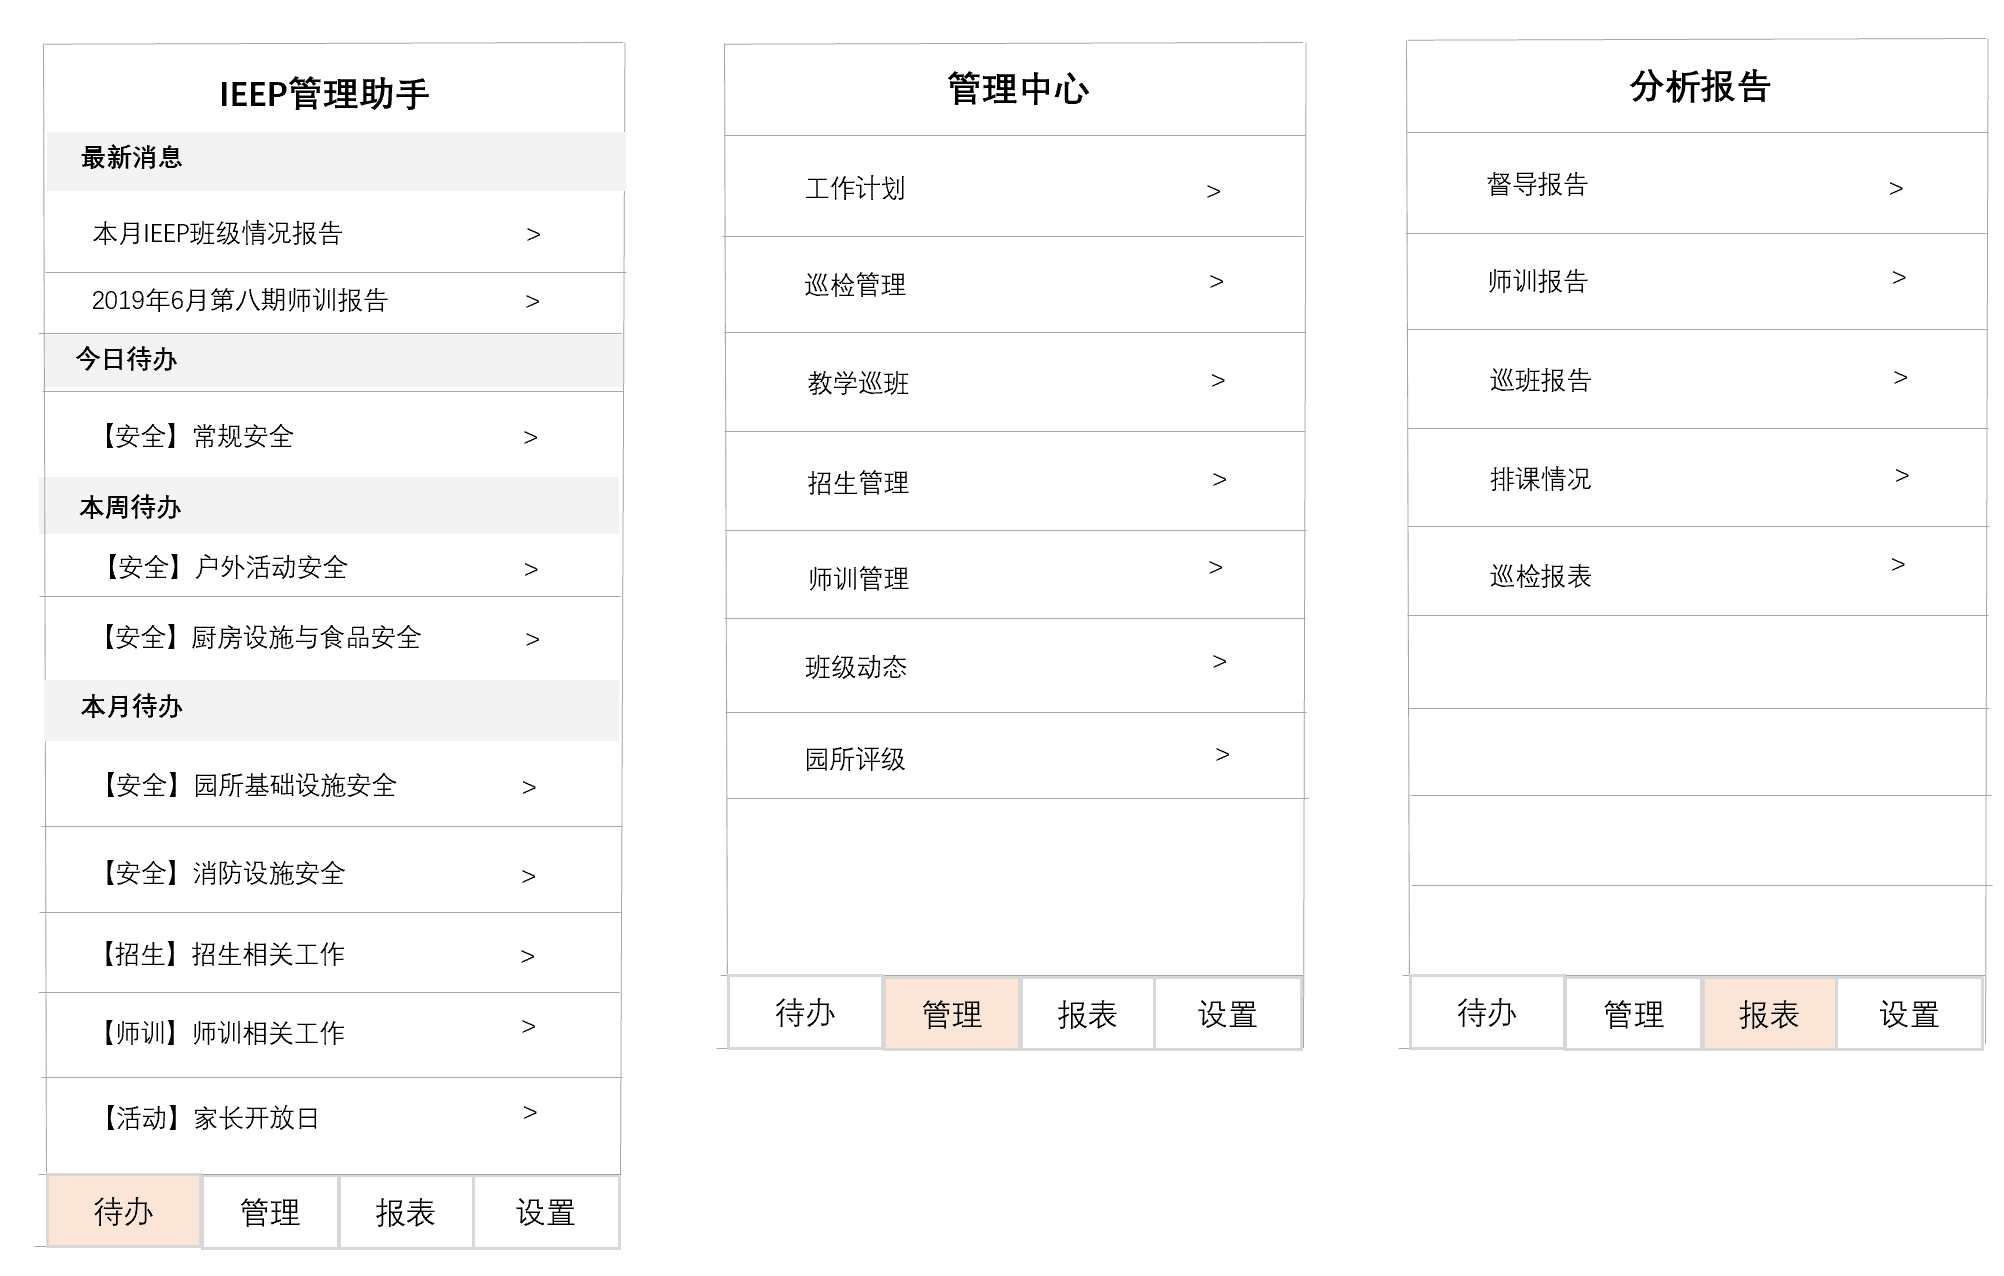 IEEP管理助手
最新消息
本月IEEP班级情况报告 >
2019年6月第八期师训报告 >
今日待办
【安全】常规安全 >
本周待办
【安全】户外活动安全 >
【安全】厨房设施与食品安全 >
本月待办
【安全】园所基础设施安全 >
【安全】消防设施安全 >
【招生】招生相关工作 >
【师训】师训相关工作 >
【活动】家长开放日 >
待办 管理 报表 设置
管理中心
工作计划 >
巡检管理 >
教学巡班 >
招生管理 >
师训管理 >
班级动态 >
园所评级 >
待办 管理 报表 设置
分析报告
督导报告 >
师训报告 >
巡班报告 >
排课情况 >
巡检报表 >
待办 管理 报表 设置